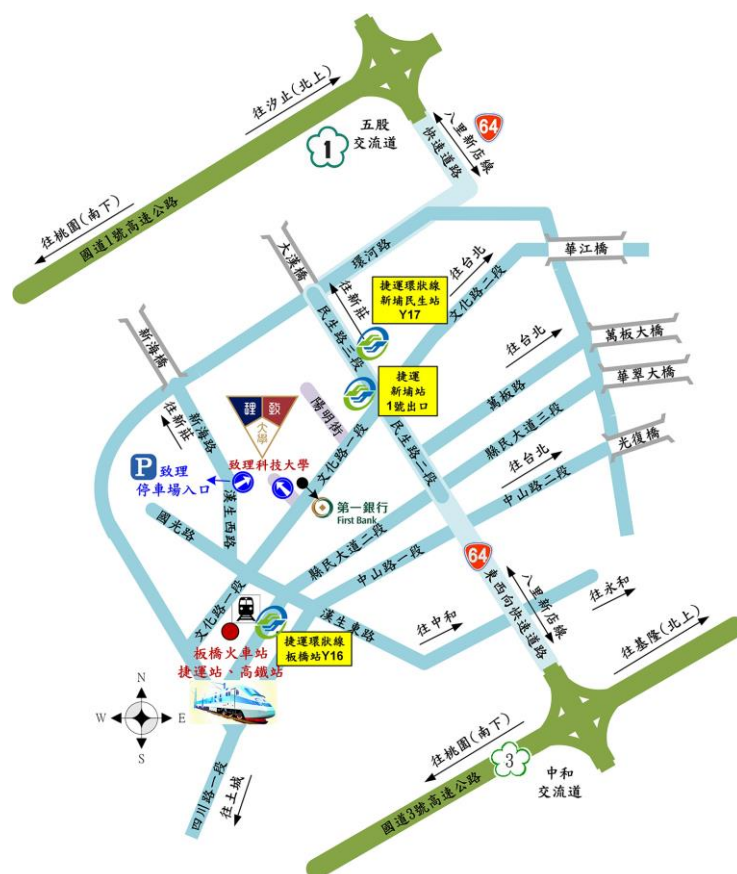 往汐止(北上)
64
八里新店線
快速道路
1
五股
交流道
往桃園(南下)
國道1號高速公路
大漢橋
環河路
往台北
華江橋
捷運環狀線
新埔民生站
Y17
往新莊
文化路二段
民生路三段
新海橋
往台北
萬板大橋
捷運
新埔站
1號出口
萬板路
華翠大橋
陽明街
往新莊
新海路
理
致
大學
致理科技大學
文化路一段
民生路二段
縣民大道三段
往台北
光復橋
P
致理
停車場入口
漢生西路
第一銀行
First Bank
中山路二段
國光路
縣民大道二段
中山路一段
64
八里新店線
東西向快速道路
文化路一段
漢生東路
往中和
往永和
板橋火車站
捷運站、高鐵站
捷運環狀線
板橋站Y16
往基隆(北上)
N
W
E
S
往桃園(南下)
3
中和
交流道
國道3號高速公路
四川路一段
往土城